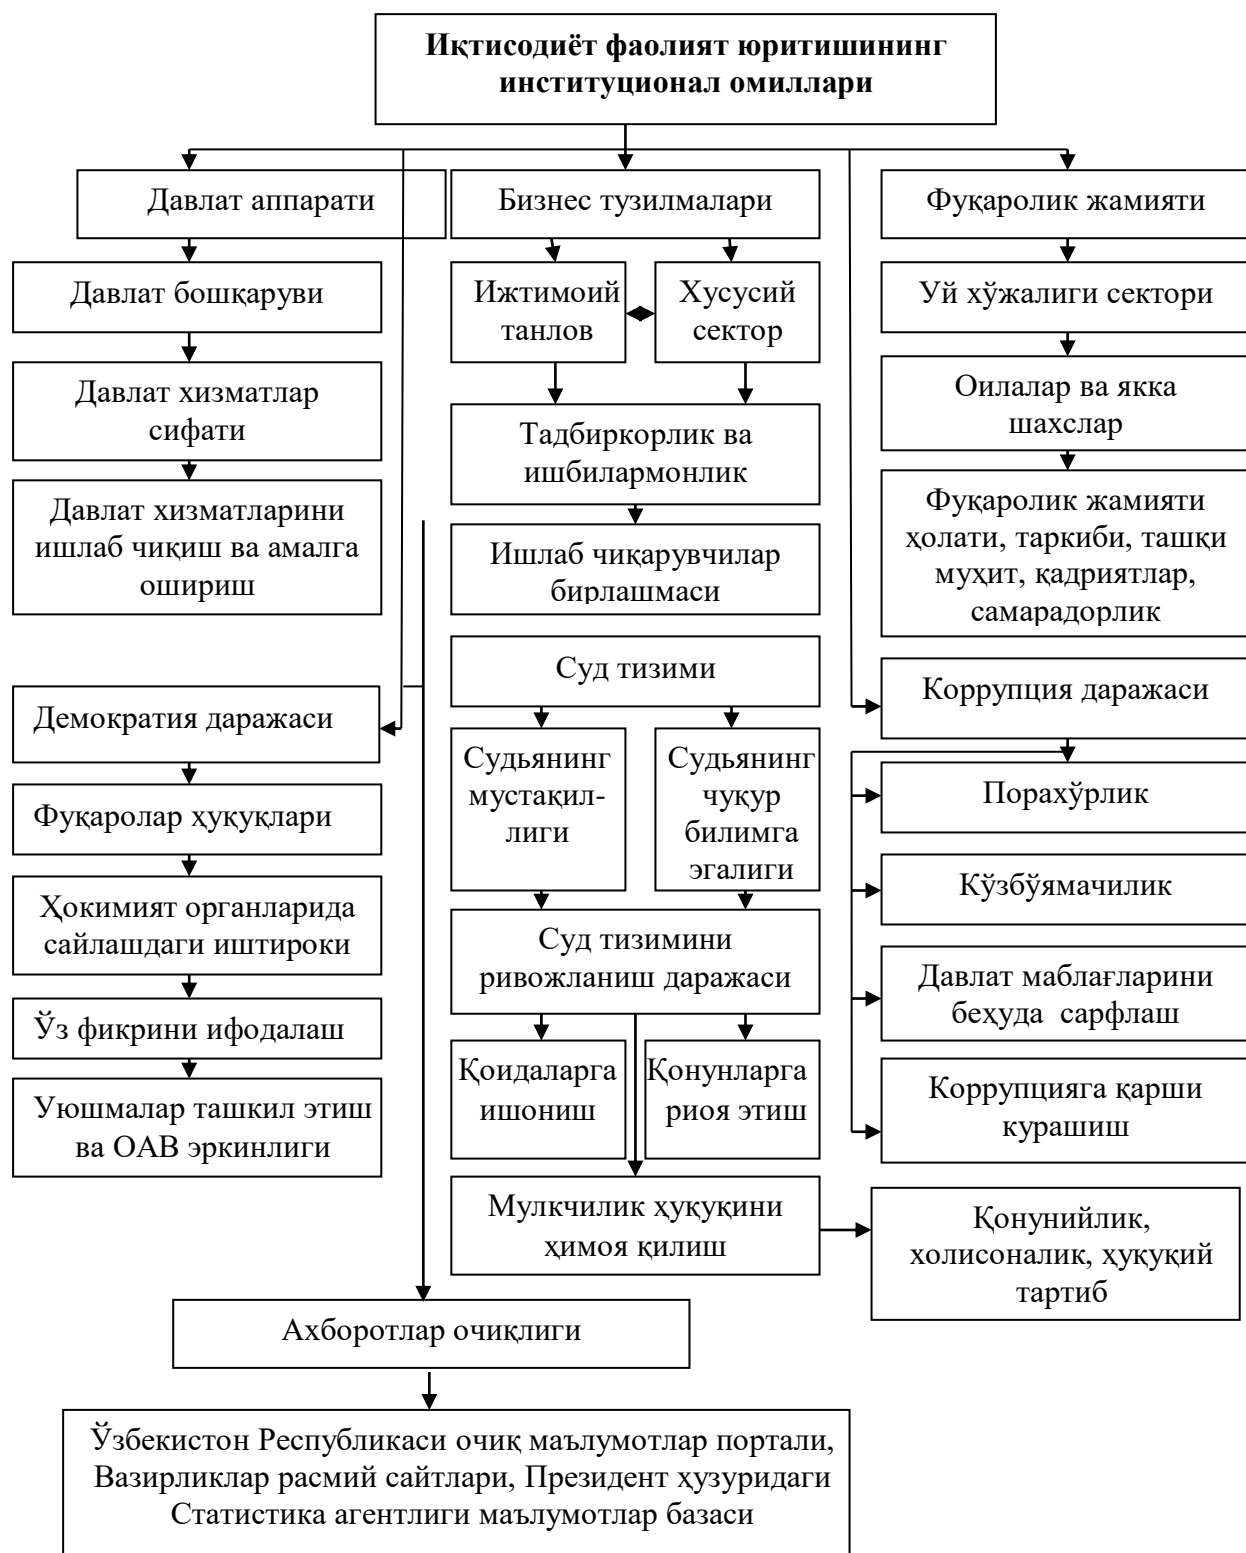 Иқтисодиёт фаолият юритишининг
институционал омиллари
Давлат аппарати
Бизнес тузилмалари
Фуқаролик жамияти
Давлат бошқаруви
Ижтимоий
танлов
Хусусий
сектор
Уй хўжалиги сектори
Давлат хизматлар
сифати
Тадбиркорлик ва
ишбилармонлик
Оилалар ва якка
шахслар
Давлат хизматларини
ишлаб чиқиш ва амалга
ошириш
Ишлаб чиқарувчилар
бирлашмаси
Фуқаролик жамияти
ҳолати, таркиби, ташқи
муҳит, қадриятлар,
самарадорлик
Суд тизими
Коррупция даражаси
Демократия даражаси
Судьянинг
мустақил-
лиги
Судьянинг
чуқур
билимга
эгалиги
Порахўрлик
Фуқаролар ҳуқуқлари
Кўзбўямачилик
Ҳокимият органларида
сайлашдаги иштироки
Суд тизимини
ривожланиш даражаси
Давлат маблағларини
беҳуда сарфлаш
Ўз фикрини ифодалаш
Қоидаларга
ишониш
Қонунларга
риоя этиш
Коррупцияга қарши
курашиш
Уюшмалар ташкил этиш
ва ОАВ эркинлиги
Мулкчилик ҳуқуқини
ҳимоя қилиш
Қонунийлик,
холисоналик, ҳуқуқий
тартиб
Ахборотлар очиқлиги
Ўзбекистон Республикаси очиқ маълумотлар портали,
Вазирликлар расмий сайтлари, Президент ҳузуридаги
Статистика агентлиги маълумотлар базаси